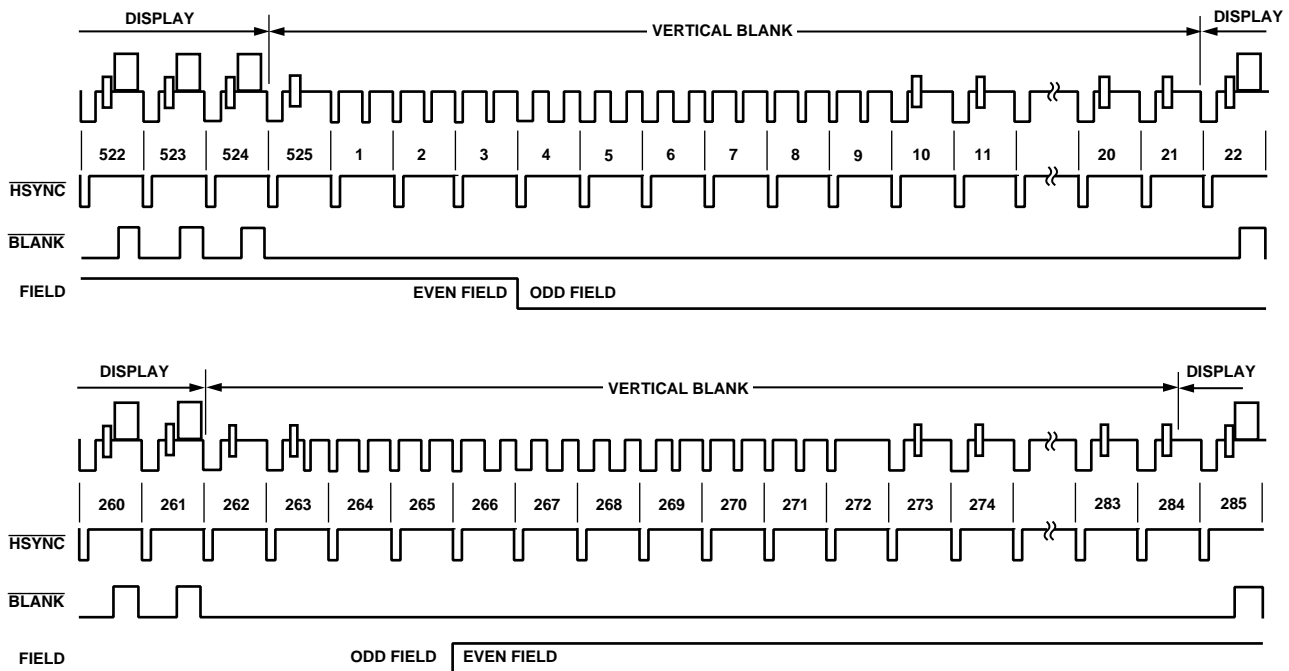 DISPLAY VERTICAL BLANK DISPLAY
522 523 524 525 1 2 3 4 5 6 7 8 9 10 11 20 21 22
HSYNC
BLANK
FIELD EVEN FIELD ODD FIELD
DISPLAY VERTICAL BLANK DISPLAY
260 261 262 263 264 265 266 267 268 269 270 271 272 273 274 283 284 285
HSYNC
BLANK
FIELD ODD FIELD EVEN FIELD